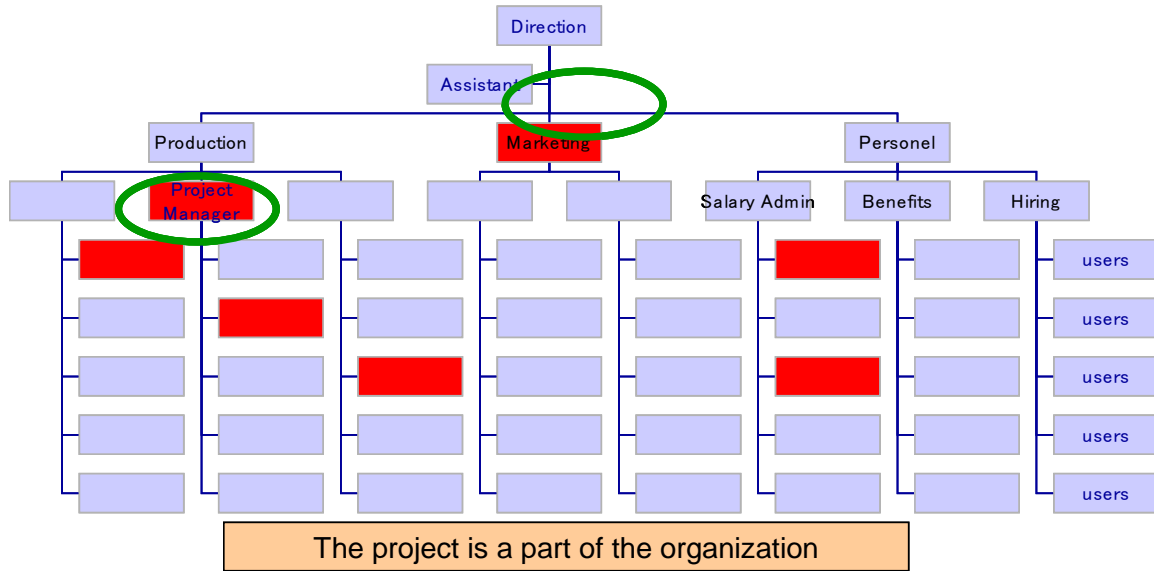 Direction
Assistant
Production
Marketing
Personel
Project
Manager
Salary Admin
Benefits
Hiring
users
users
users
users
users
The project is a part of the organization